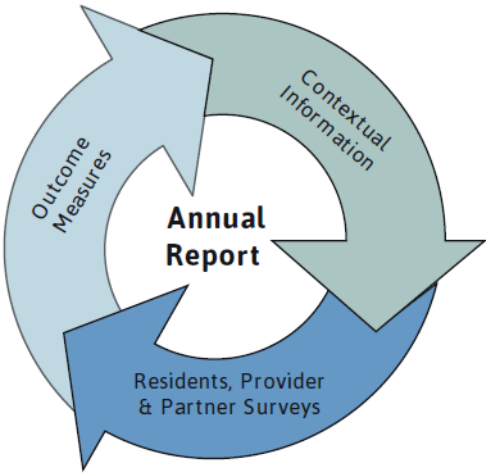 Contextual
Information
Outcome
Measures
Annual
Report
Residents, Provider
& Partner Surveys